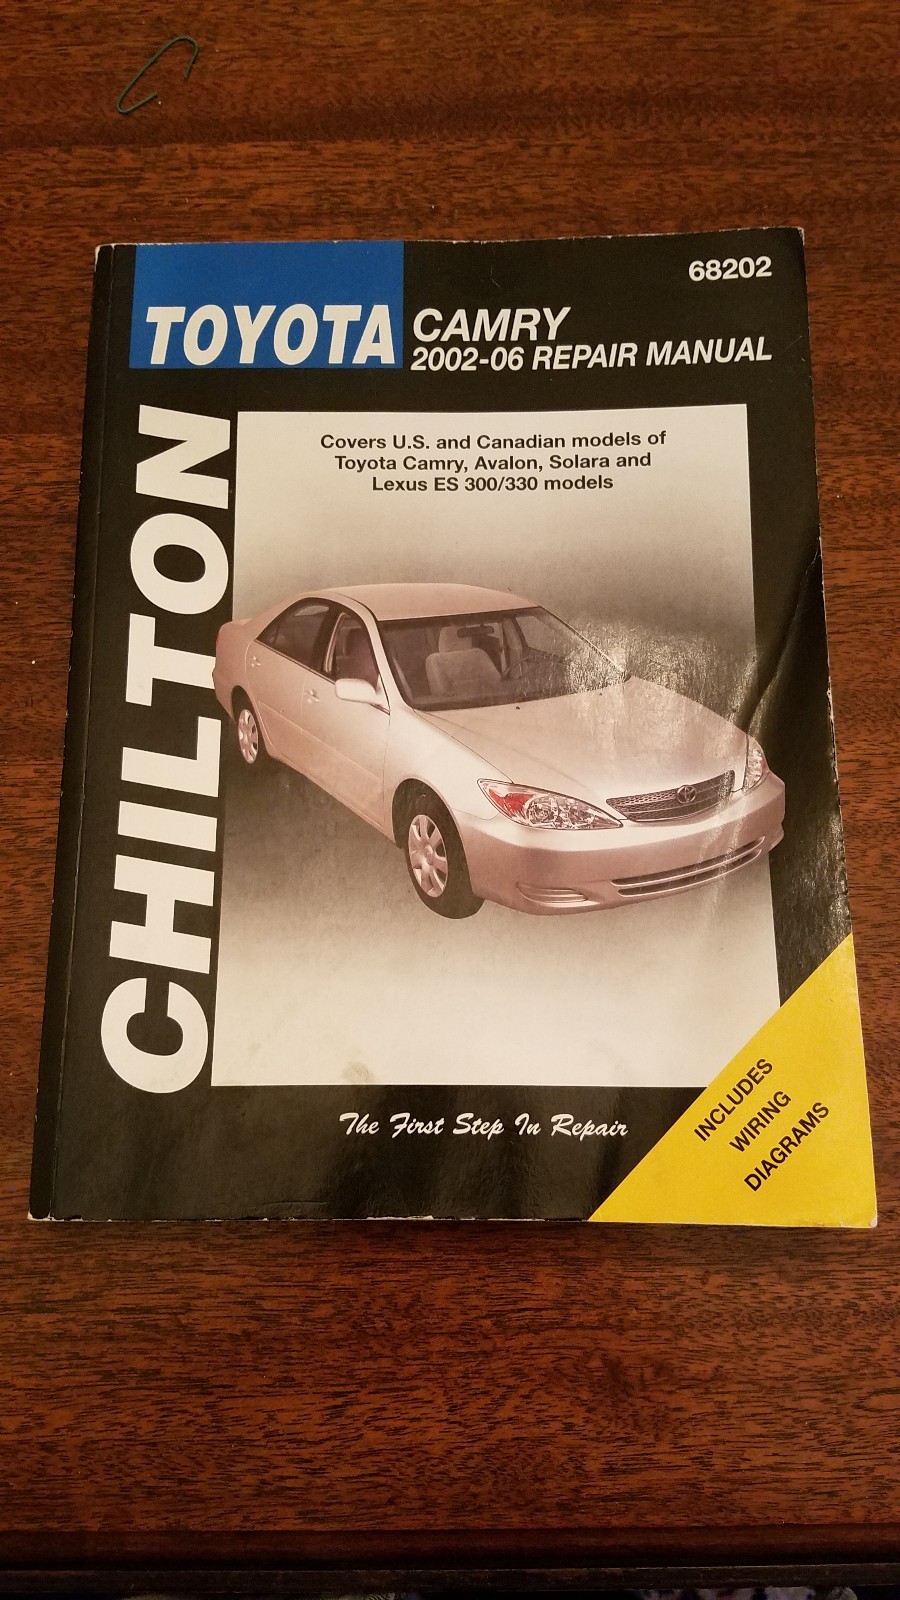 68202
TOYOTA
CAMRY
2002-06 REPAIR MANUAL
Covers U.S. and Canadian models of
Toyota Camry, Avalon, Solara and
Lexus ES 300/330 models
CHILTON
The First Step In Repair
INCLUDES
WIRING
DIAGRAMS